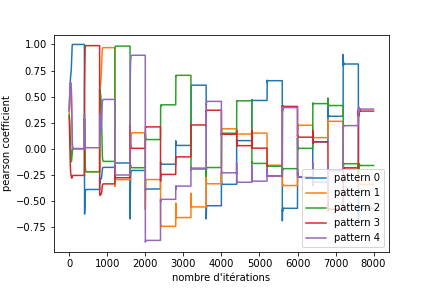 1.00
0.75
0.50
0.25
0.00
−0.25
−0.50
−0.75
pearson coefficient
0 1000 2000 3000 4000 5000 6000 7000 8000
nombre d'itérations
pattern 0
pattern 1
pattern 2
pattern 3
pattern 4